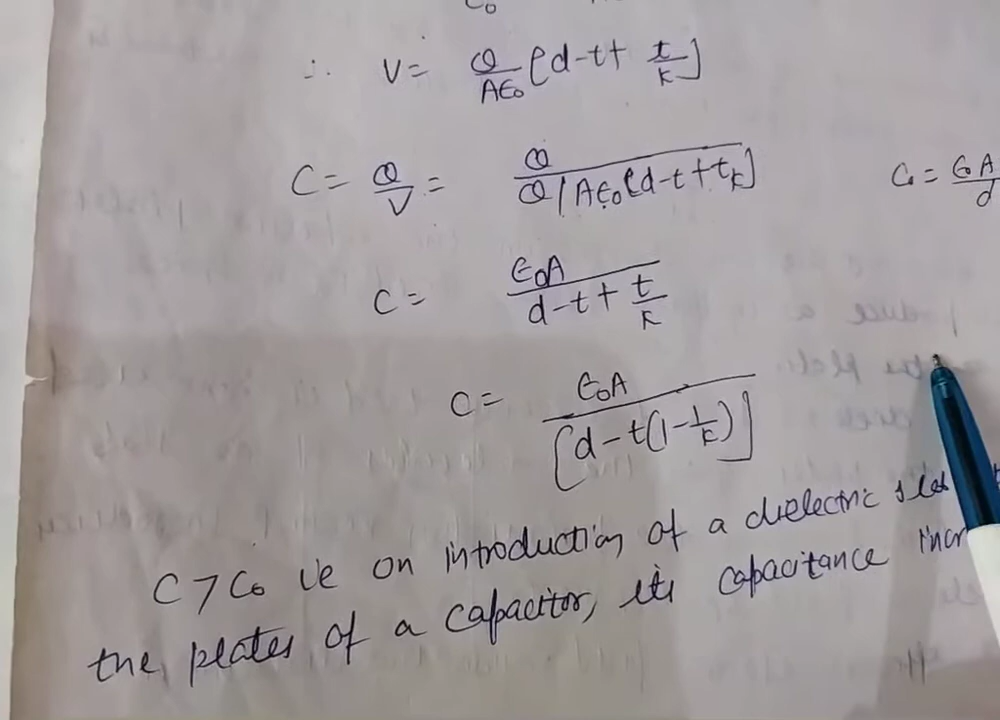 ∴ V = Q/Aϵ₀ [d-t+ t/k]
C = Q/V = Q / Q/Aϵ₀[d-t+t/k] C₀ = ϵ₀A/d
C = ϵ₀A / d-t+ t/k
C = ϵ₀A / [d-t(1-1/k)]
C > C₀ ie on introduction of a dielectric
the plates of a capacitor, its capacitance